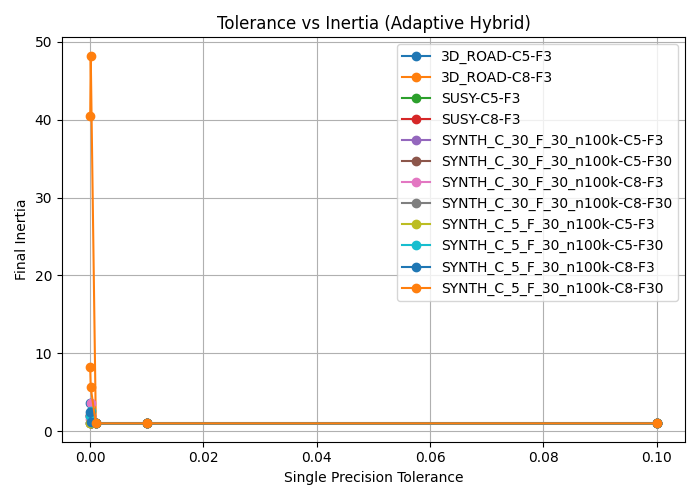 Tolerance vs Inertia (Adaptive Hybrid)
50
40
30
20
10
0
Final Inertia
3D_ROAD-C5-F3
3D_ROAD-C8-F3
SUSY-C5-F3
SUSY-C8-F3
SYNTH_C_30_F_30_n100k-C5-F3
SYNTH_C_30_F_30_n100k-C5-F30
SYNTH_C_30_F_30_n100k-C8-F3
SYNTH_C_30_F_30_n100k-C8-F30
SYNTH_C_5_F_30_n100k-C5-F3
SYNTH_C_5_F_30_n100k-C5-F30
SYNTH_C_5_F_30_n100k-C8-F3
SYNTH_C_5_F_30_n100k-C8-F30
0.00 0.02 0.04 0.06 0.08 0.10
Single Precision Tolerance